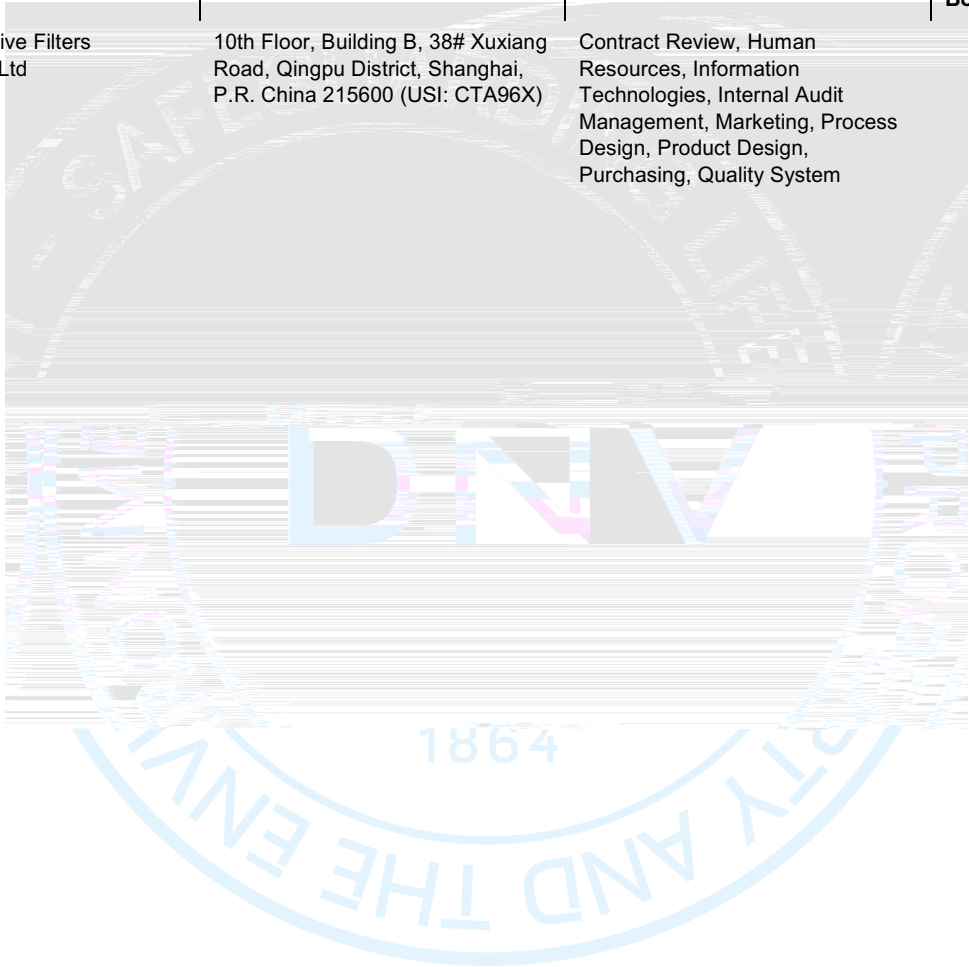 ive Filters
Ltd
10th Floor, Building B, 38# Xuxiang
Road, Qingpu District, Shanghai,
P.R. China 215600 (USI: CTA96X)
Contract Review, Human
Resources, Information
Technologies, Internal Audit
Management, Marketing, Process
Design, Product Design,
Purchasing, Quality System
DNV
1864